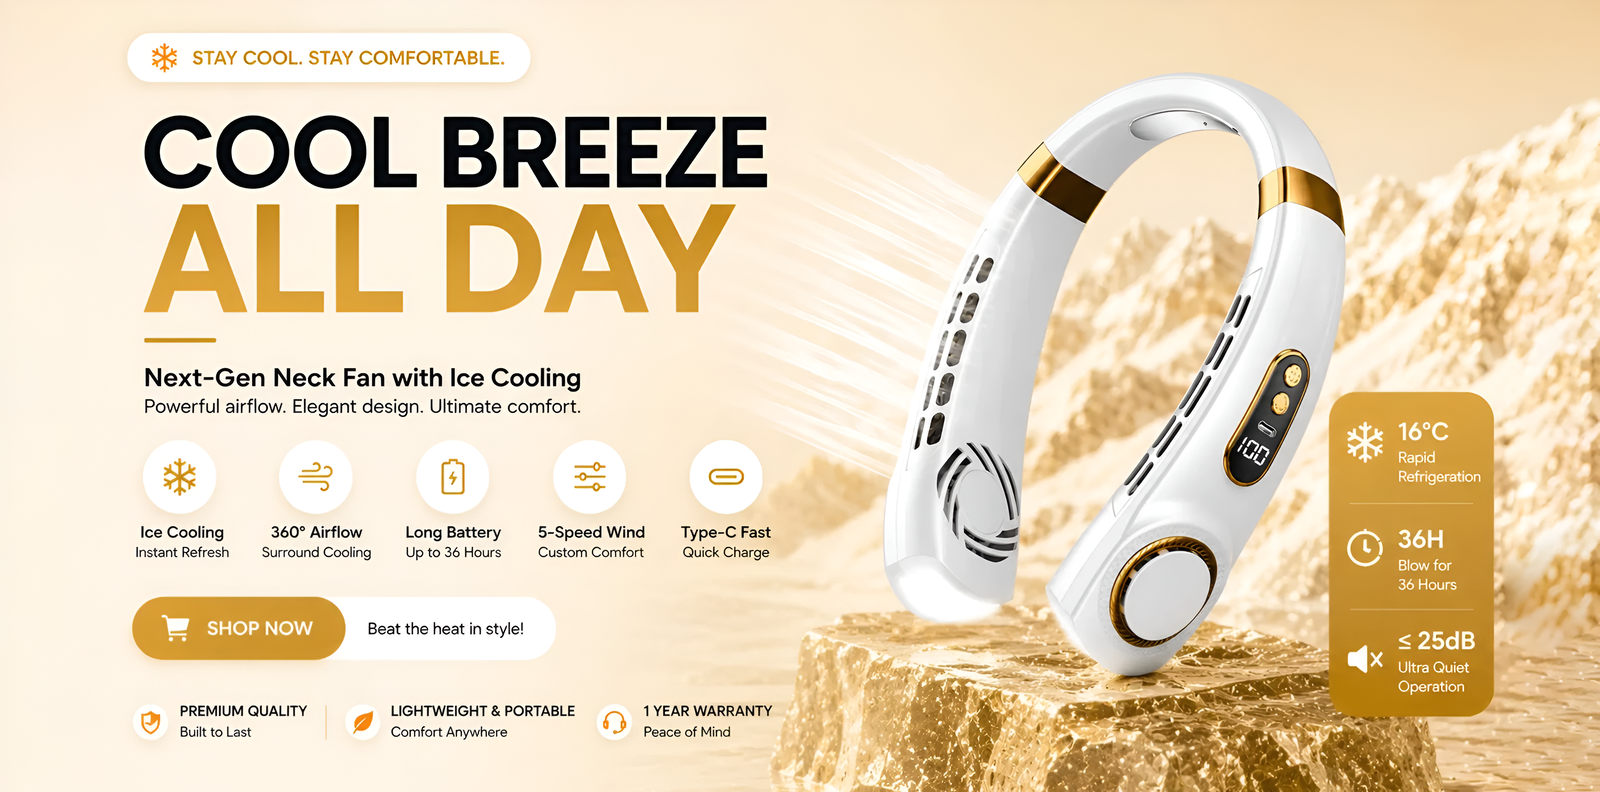 STAY COOL. STAY COMFORTABLE.
COOL BREEZE
ALL DAY
Next-Gen Neck Fan with Ice Cooling
Powerful airflow. Elegant design. Ultimate comfort.
Ice Cooling
Instant Refresh
360° Airflow
Surround Cooling
Long Battery
Up to 36 Hours
5-Speed Wind
Custom Comfort
Type-C Fast
Quick Charge
SHOP NOW
Beat the heat in style!
PREMIUM QUALITY
Built to Last
LIGHTWEIGHT & PORTABLE
Comfort Anywhere
1 YEAR WARRANTY
Peace of Mind
100
16°C
Rapid
Refrigeration
36H
Blow for
36 Hours
≤ 25dB
Ultra Quiet
Operation